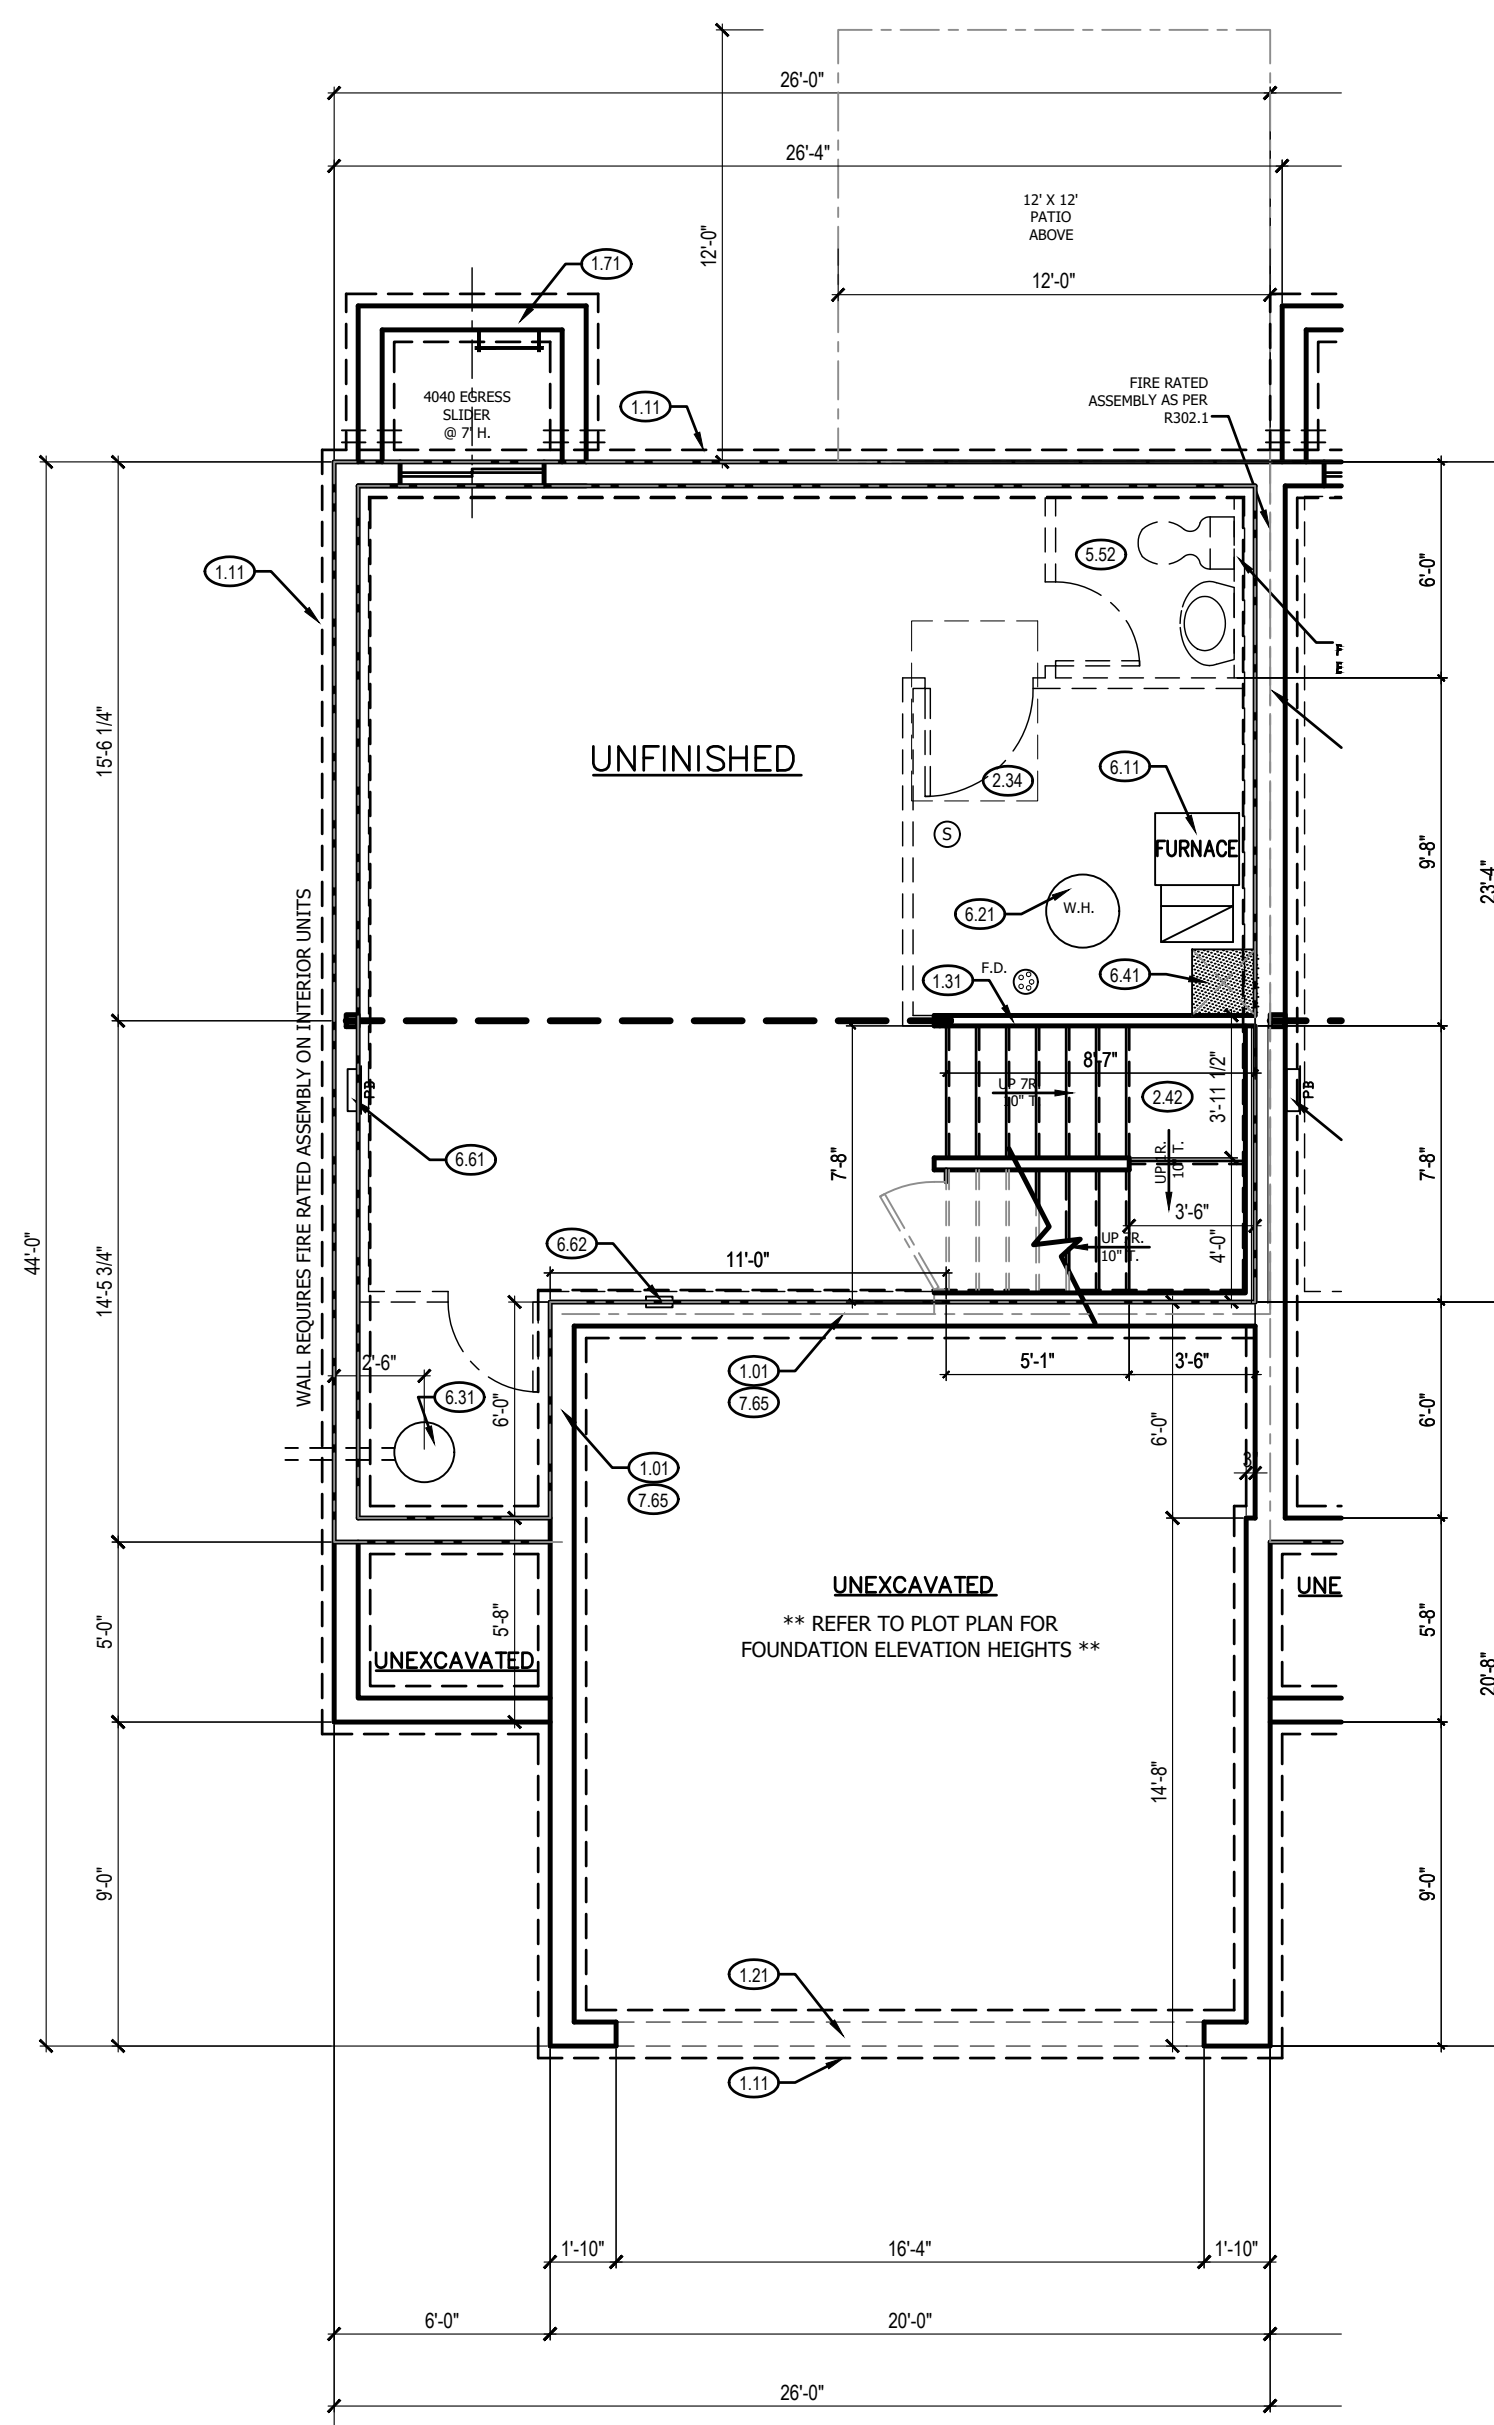 26'-0"
26'-4"
12'-0"
12' X 12'
PATIO
ABOVE
12'-0"
1.71
4040 EGRESS
SLIDER
@ 7' H.
1.11
FIRE RATED
ASSEMBLY AS PER
R302.1
1.11
5.52
6'-0"
15'-6 1/4"
UNFINISHED
2.34
6.11
S
FURNACE
9'-8"
23'-4"
6.21
W.H.
1.31
F.D.
6.41
WALL REQUIRES FIRE RATED ASSEMBLY ON INTERIOR UNITS
8'-7"
UP 7R.
10" T.
2.42
3'-11 1/2"
PB
6.61
7'-8"
UP 1R.
10" T.
7'-8"
3'-6"
4'-0"
UP R.
10" T.
44'-0"
14'-5 3/4"
6.62
11'-0"
2'-6"
6.31
6'-0"
1.01
7.65
5'-1"
3'-6"
6'-0"
6'-0"
1.01
7.65
3"
UNEXCAVATED
** REFER TO PLOT PLAN FOR
FOUNDATION ELEVATION HEIGHTS **
UNE
5'-0"
5'-8"
UNEXCAVATED
5'-8"
20'-8"
14'-8"
9'-0"
9'-0"
1.21
1.11
1'-10"
16'-4"
1'-10"
6'-0"
20'-0"
26'-0"